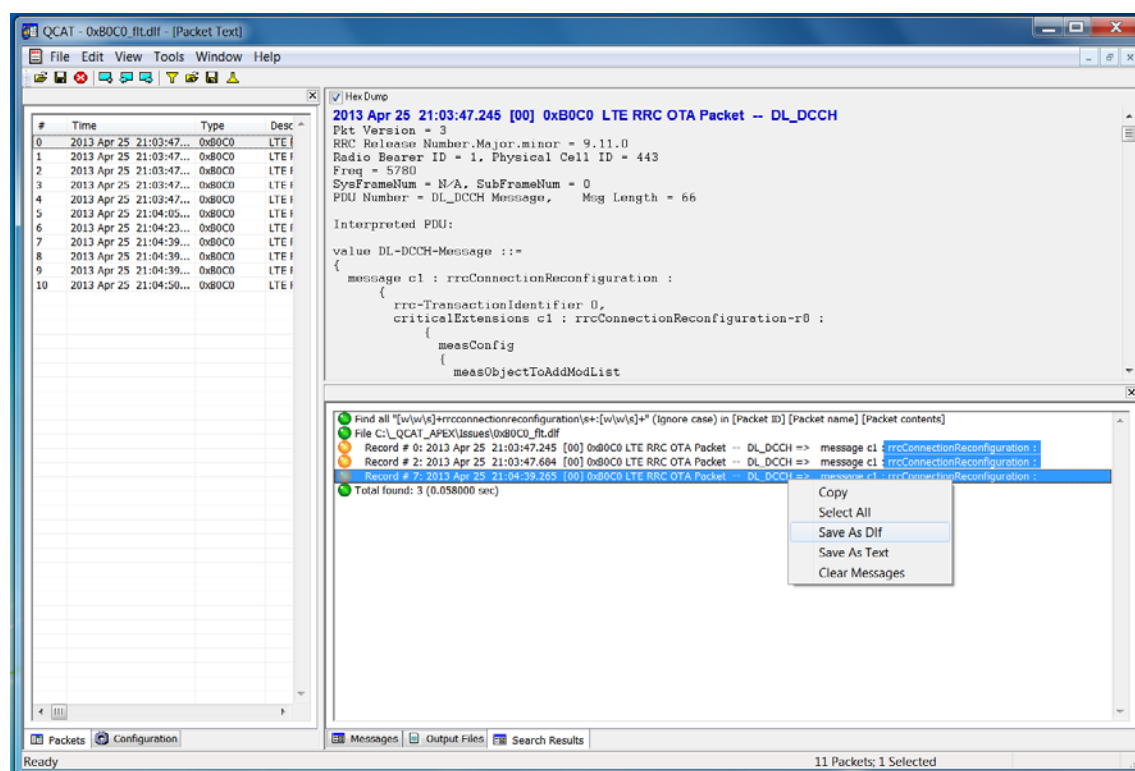 QCAT - 0xB0C0_flt.dlf - [Packet Text]
File Edit View Tools Window Help
# Time Type Desc
0 2013 Apr 25 21:03:47... 0xB0C0 LTE F
1 2013 Apr 25 21:03:47... 0xB0C0 LTE F
2 2013 Apr 25 21:03:47... 0xB0C0 LTE F
3 2013 Apr 25 21:03:47... 0xB0C0 LTE F
4 2013 Apr 25 21:03:47... 0xB0C0 LTE F
5 2013 Apr 25 21:04:05... 0xB0C0 LTE F
6 2013 Apr 25 21:04:23... 0xB0C0 LTE F
7 2013 Apr 25 21:04:39... 0xB0C0 LTE F
8 2013 Apr 25 21:04:39... 0xB0C0 LTE F
9 2013 Apr 25 21:04:39... 0xB0C0 LTE F
10 2013 Apr 25 21:04:50... 0xB0C0 LTE F
Packets Configuration
Hex Dump
2013 Apr 25 21:03:47.245 [00] 0xB0C0 LTE RRC OTA Packet -- DL_DCCH
Pkt Version = 3
RRC Release Number.Major.minor = 9.11.0
Radio Bearer ID = 1, Physical Cell ID = 443
Freq = 5780
SysFrameNum = N/A, SubFrameNum = 0
PDU Number = DL_DCCH Message, Msg Length = 66
Interpreted PDU:
value DL-DCCH-Message ::=
{
message c1 : rrcConnectionReconfiguration :
{
rrc-TransactionIdentifier 0,
criticalExtensions c1 : rrcConnectionReconfiguration-r8 :
{
measConfig
{
measObjectToAddModList
Find all "[w\w\s]+rrcconnectionreconfiguration\s+:[w\w\s]+" (Ignore case) in [Packet ID] [Packet name] [Packet contents]
File C:\_QCAT_APEX\Issues\0xB0C0_flt.dlf
Record # 0: 2013 Apr 25 21:03:47.245 [00] 0xB0C0 LTE RRC OTA Packet -- DL_DCCH => message c1 : rrcConnectionReconfiguration :
Record # 2: 2013 Apr 25 21:03:47.684 [00] 0xB0C0 LTE RRC OTA Packet -- DL_DCCH => message c1 : rrcConnectionReconfiguration :
Record # 7: 2013 Apr 25 21:04:39.265 [00] 0xB0C0 LTE RRC OTA Packet -- DL_DCCH => message c1 : rrcConnectionReconfiguration :
Total found: 3 (0.058000 sec)
Copy
Select All
Save As Dlf
Save As Text
Clear Messages
Messages Output Files Search Results
Ready 11 Packets; 1 Selected